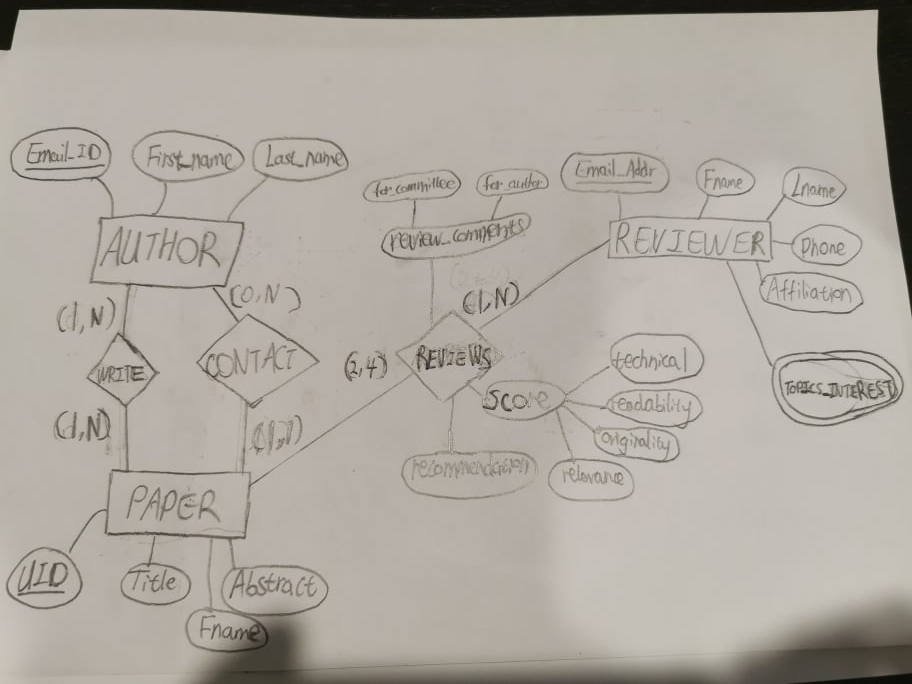 Email_ID
First_name
Last_name
AUTHOR
(1,N)
(0,N)
WRITE
CONTACT
(1,N)
(1,1)
PAPER
UID
Title
Abstract
Fname
for committee
for author
review_comments
(1,N)
(2,4)
REVIEWS
score
technical
readability
originality
relevance
recommendation
Email_Addr
Fname
Lname
REVIEWER
Phone
Affiliation
TOPICS_INTEREST